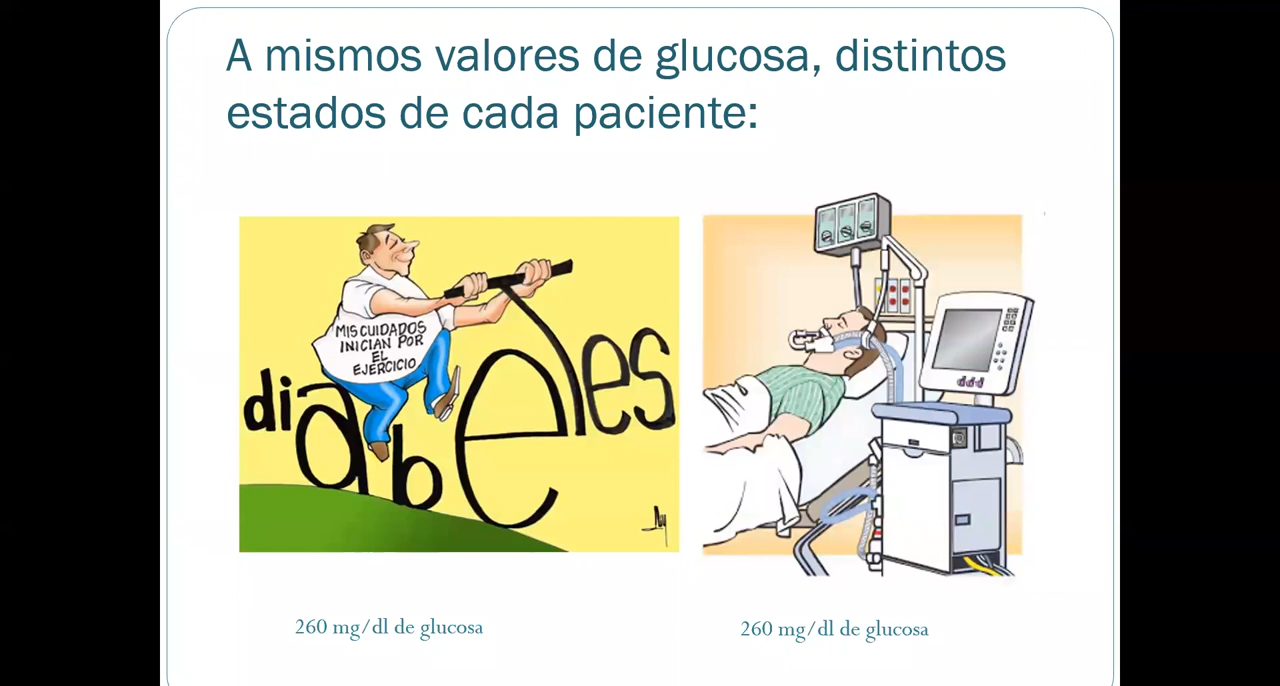 A mismos valores de glucosa, distintos
estados de cada paciente:
MIS CUIDADOS
INICIAN POR
EL
EJERCICIO
diabetes
260 mg/dl de glucosa
260 mg/dl de glucosa